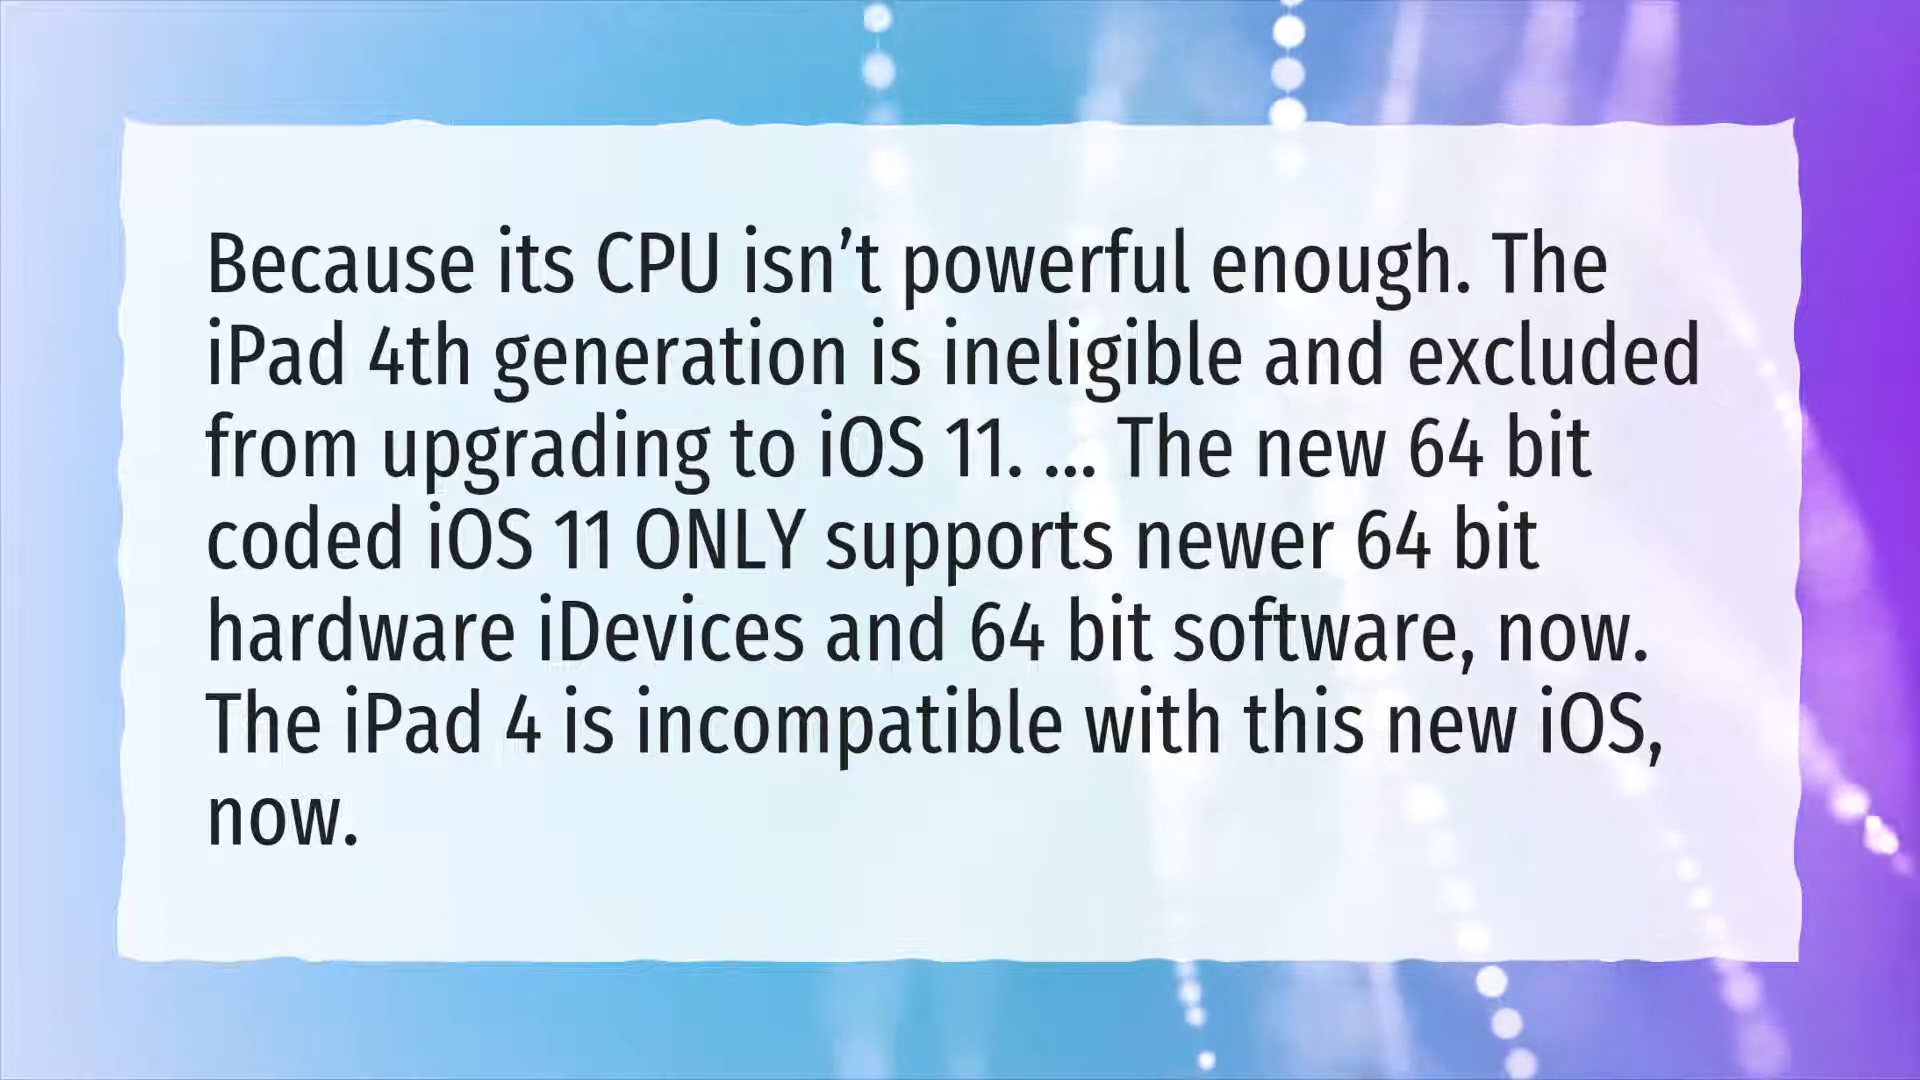 Because its CPU isn’t powerful enough. The
iPad 4th generation is ineligible and excluded
from upgrading to iOS 11. ... The new 64 bit
coded iOS 11 ONLY supports newer 64 bit
hardware iDevices and 64 bit software, now.
The iPad 4 is incompatible with this new iOS,
now.